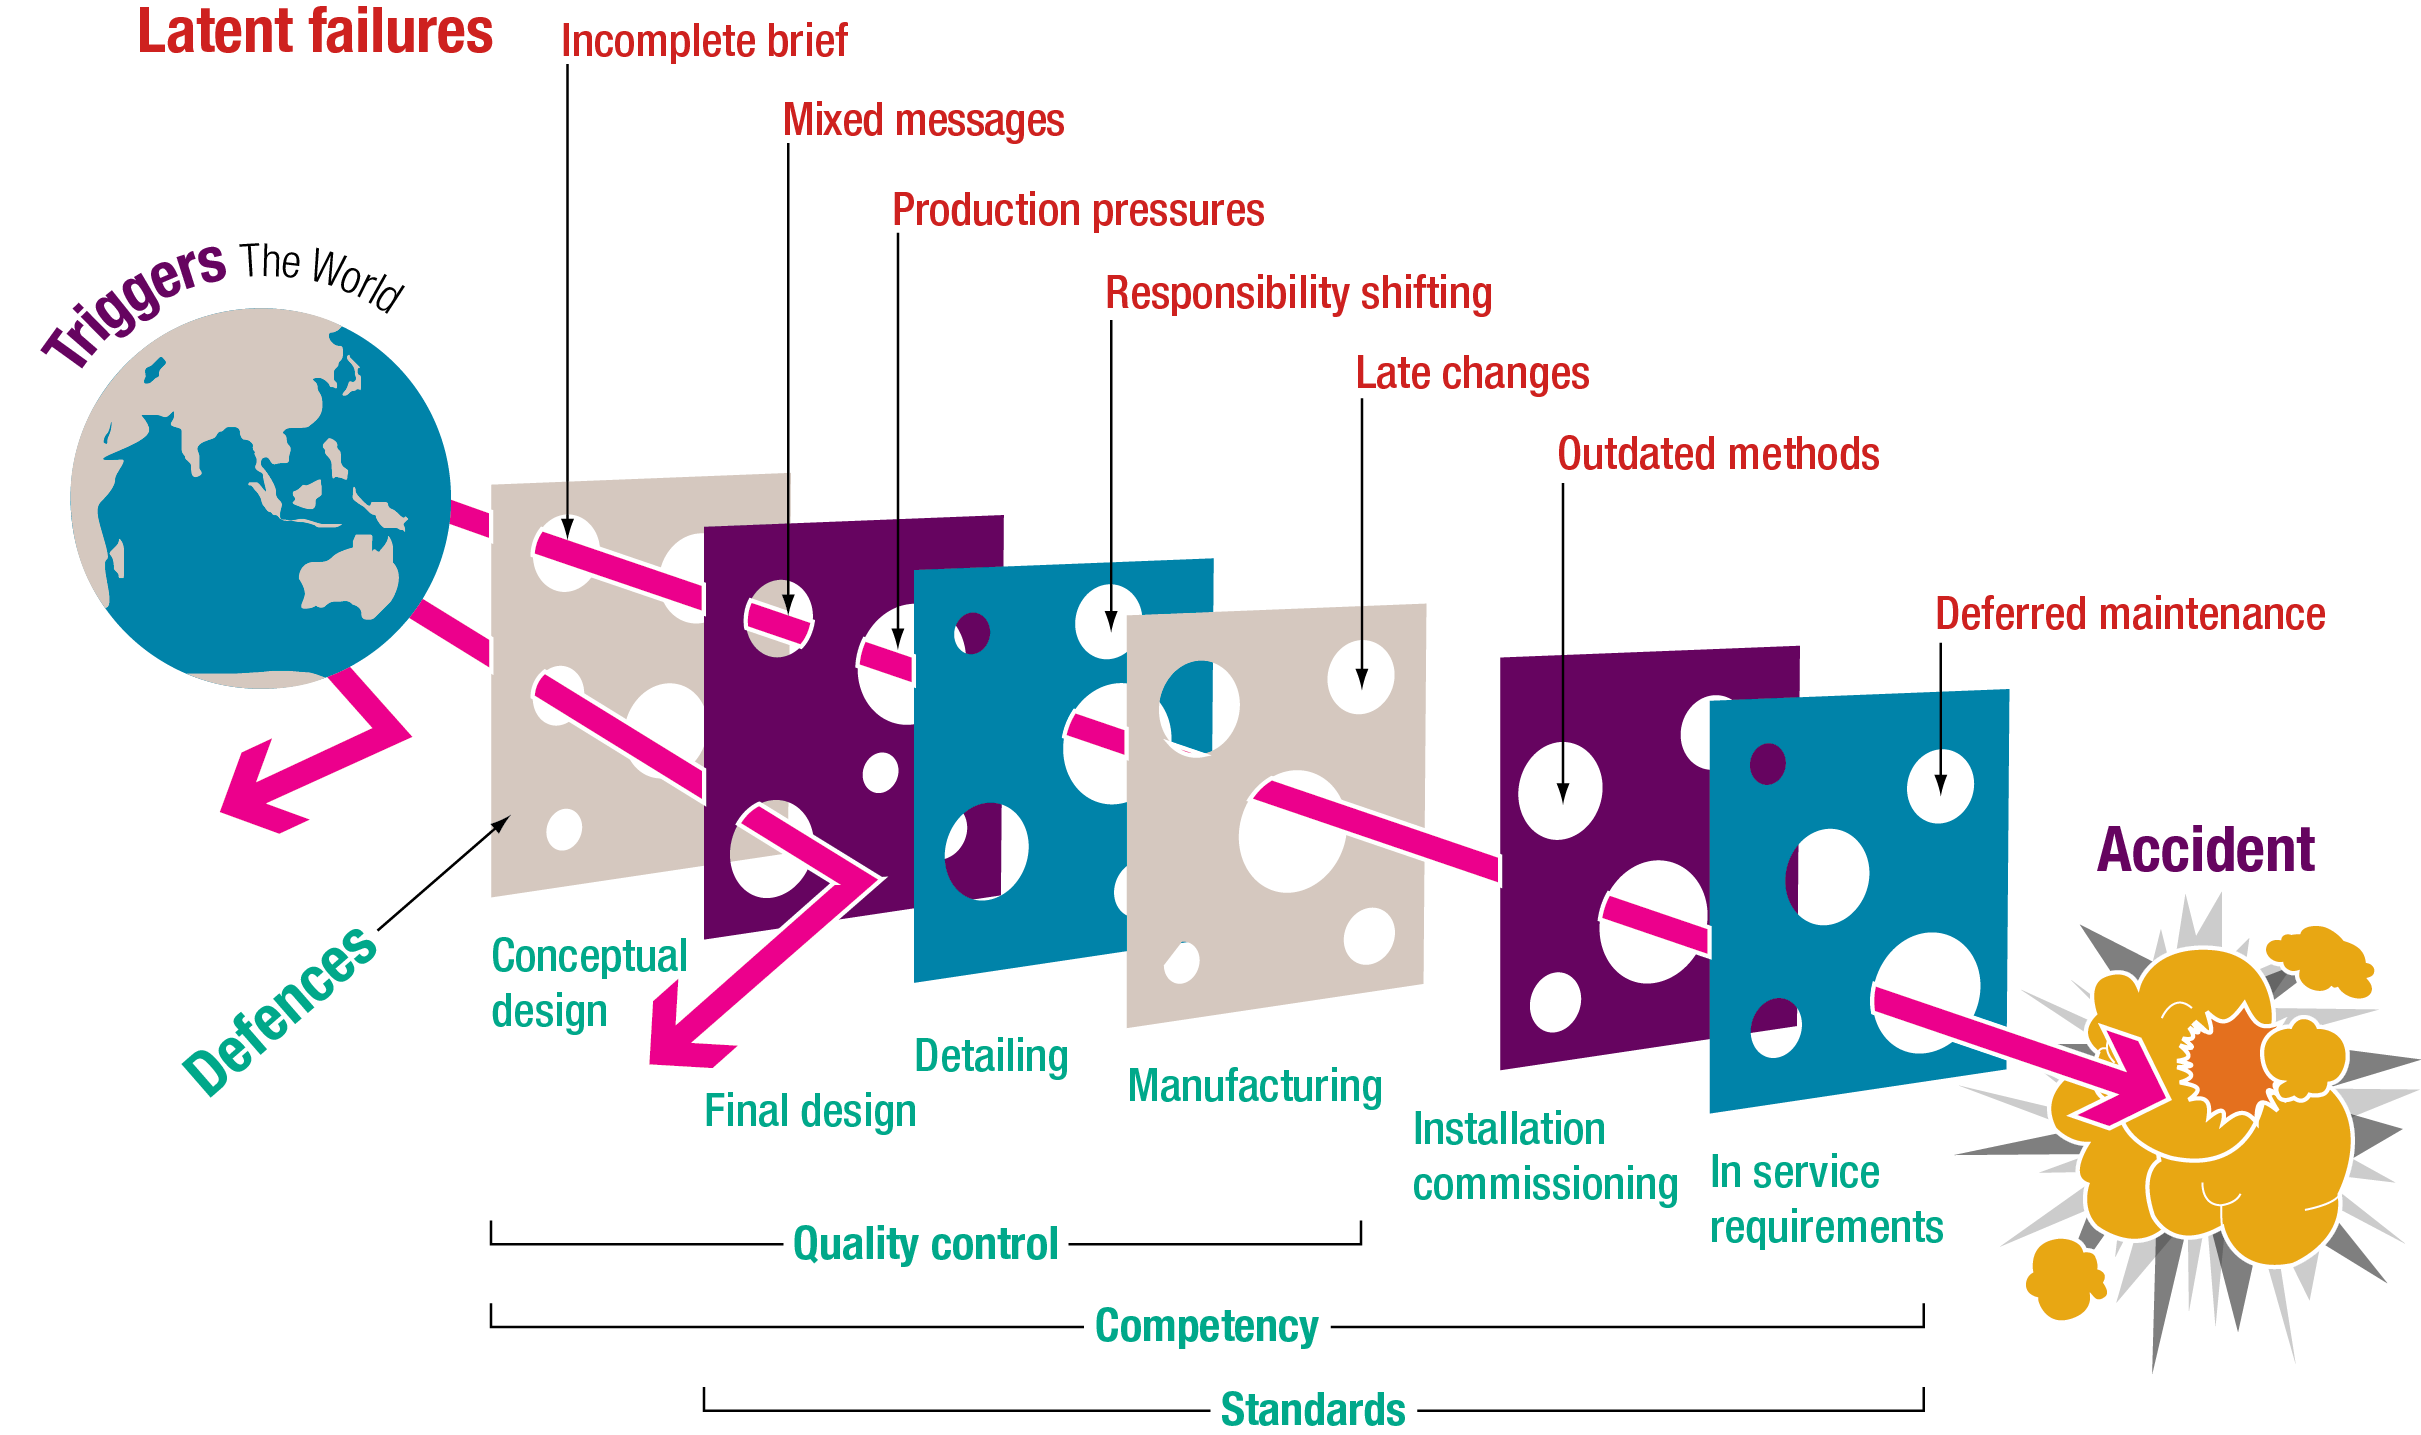 Latent failures
Incomplete brief
Mixed messages
Production pressures
Responsibility shifting
Late changes
Outdated methods
Deferred maintenance
Triggers The World
Accident
Defences
Conceptual
design
Final design
Detailing
Manufacturing
Installation
commissioning
In service
requirements
Quality control
Competency
Standards